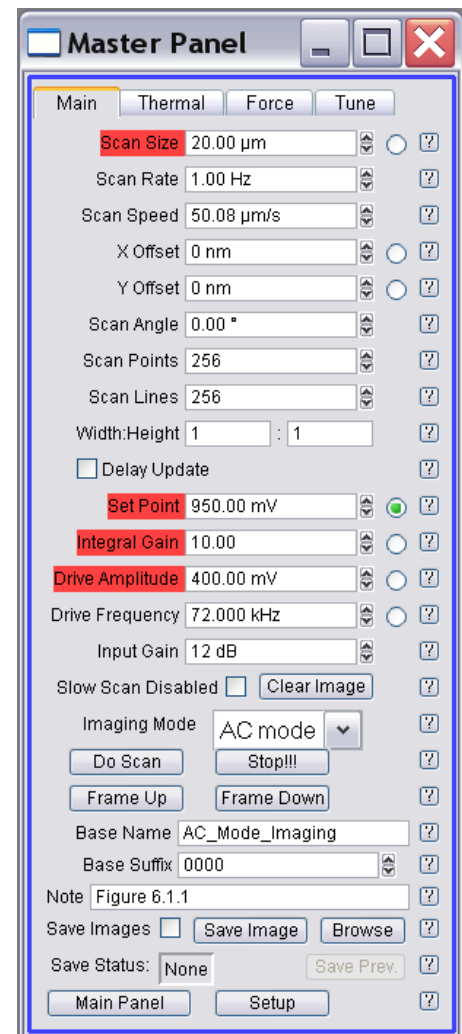 Master Panel
Main Thermal Force Tune
Scan Size 20.00 µm ?
Scan Rate 1.00 Hz ?
Scan Speed 50.08 µm/s ?
X Offset 0 nm ?
Y Offset 0 nm ?
Scan Angle 0.00 ° ?
Scan Points 256 ?
Scan Lines 256 ?
Width:Height 1 : 1 ?
Delay Update ?
Set Point 950.00 mV ?
Integral Gain 10.00 ?
Drive Amplitude 400.00 mV ?
Drive Frequency 72.000 kHz ?
Input Gain 12 dB ?
Slow Scan Disabled Clear Image ?
Imaging Mode AC mode ?
Do Scan Stop!!! ?
Frame Up Frame Down ?
Base Name AC_Mode_Imaging ?
Base Suffix 0000 ?
Note Figure 6.1.1 ?
Save Images Save Image Browse ?
Save Status: None Save Prev. ?
Main Panel Setup ?